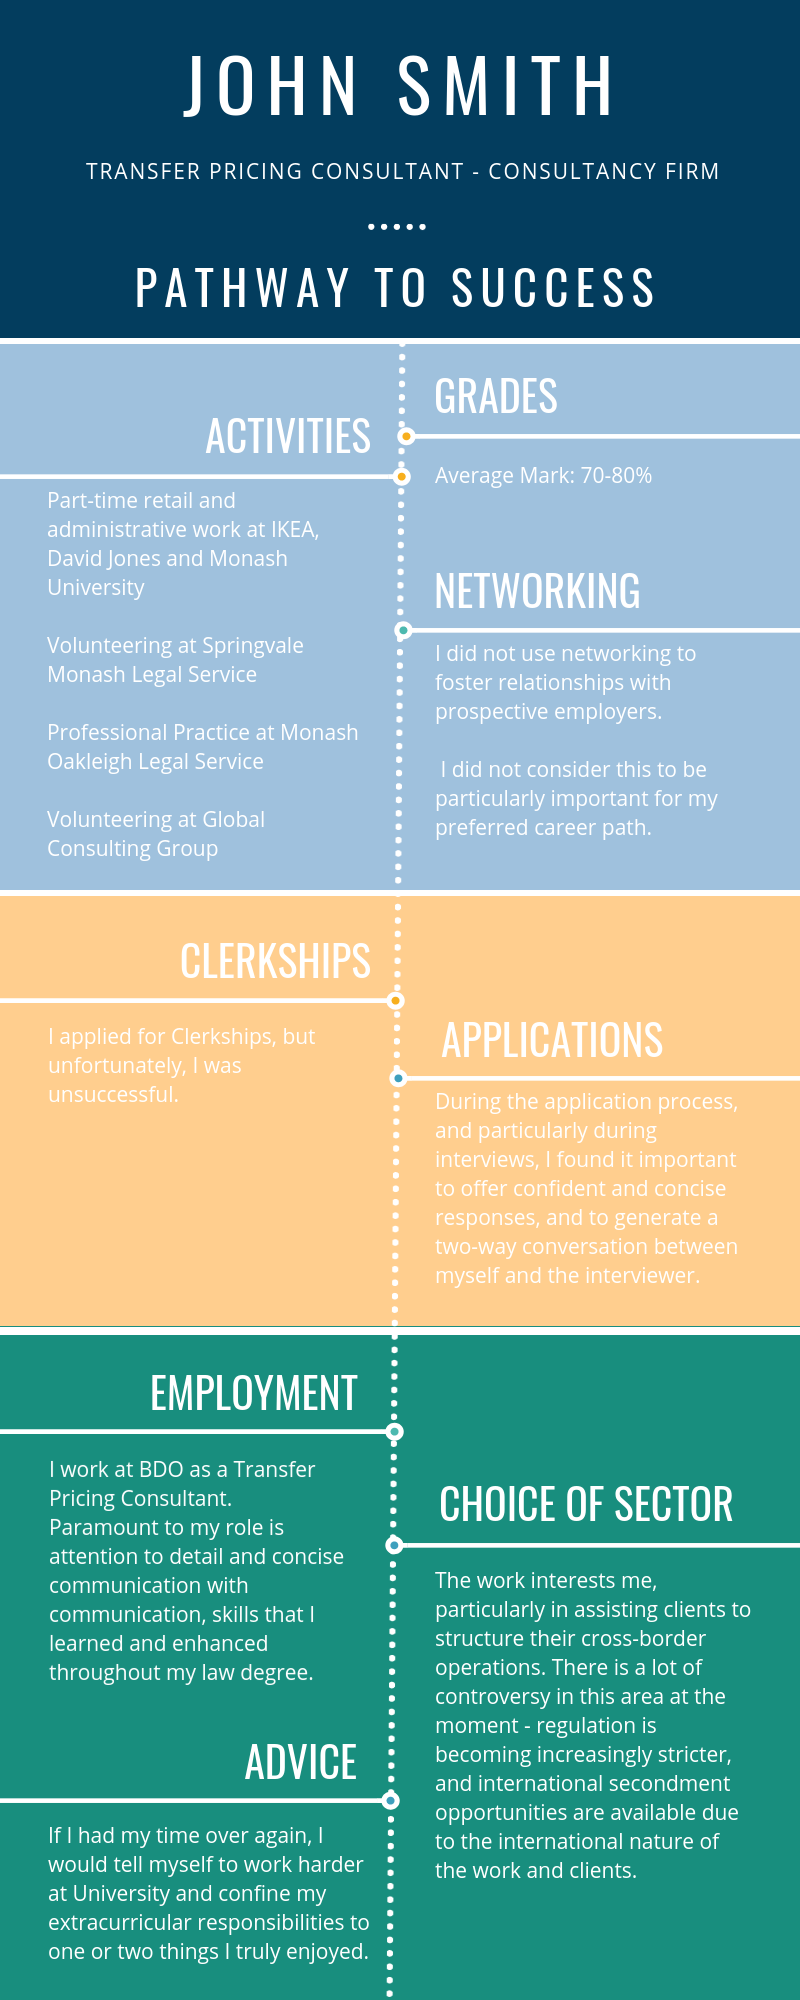 JOHN SMITH
TRANSFER PRICING CONSULTANT - CONSULTANCY FIRM
PATHWAY TO SUCCESS
ACTIVITIES
Part-time retail and
administrative work at IKEA,
David Jones and Monash
University
Volunteering at Springvale
Monash Legal Service
Professional Practice at Monash
Oakleigh Legal Service
Volunteering at Global
Consulting Group
GRADES
Average Mark: 70-80%
NETWORKING
I did not use networking to
foster relationships with
prospective employers.
I did not consider this to be
particularly important for my
preferred career path.
CLERKSHIPS
I applied for Clerkships, but
unfortunately, I was
unsuccessful.
APPLICATIONS
During the application process,
and particularly during
interviews, I found it important
to offer confident and concise
responses, and to generate a
two-way conversation between
myself and the interviewer.
EMPLOYMENT
I work at BDO as a Transfer
Pricing Consultant.
Paramount to my role is
attention to detail and concise
communication with
communication, skills that I
learned and enhanced
throughout my law degree.
CHOICE OF SECTOR
The work interests me,
particularly in assisting clients to
structure their cross-border
operations. There is a lot of
controversy in this area at the
moment - regulation is
becoming increasingly stricter,
and international secondment
opportunities are available due
to the international nature of
the work and clients.
ADVICE
If I had my time over again, I
would tell myself to work harder
at University and confine my
extracurricular responsibilities to
one or two things I truly enjoyed.